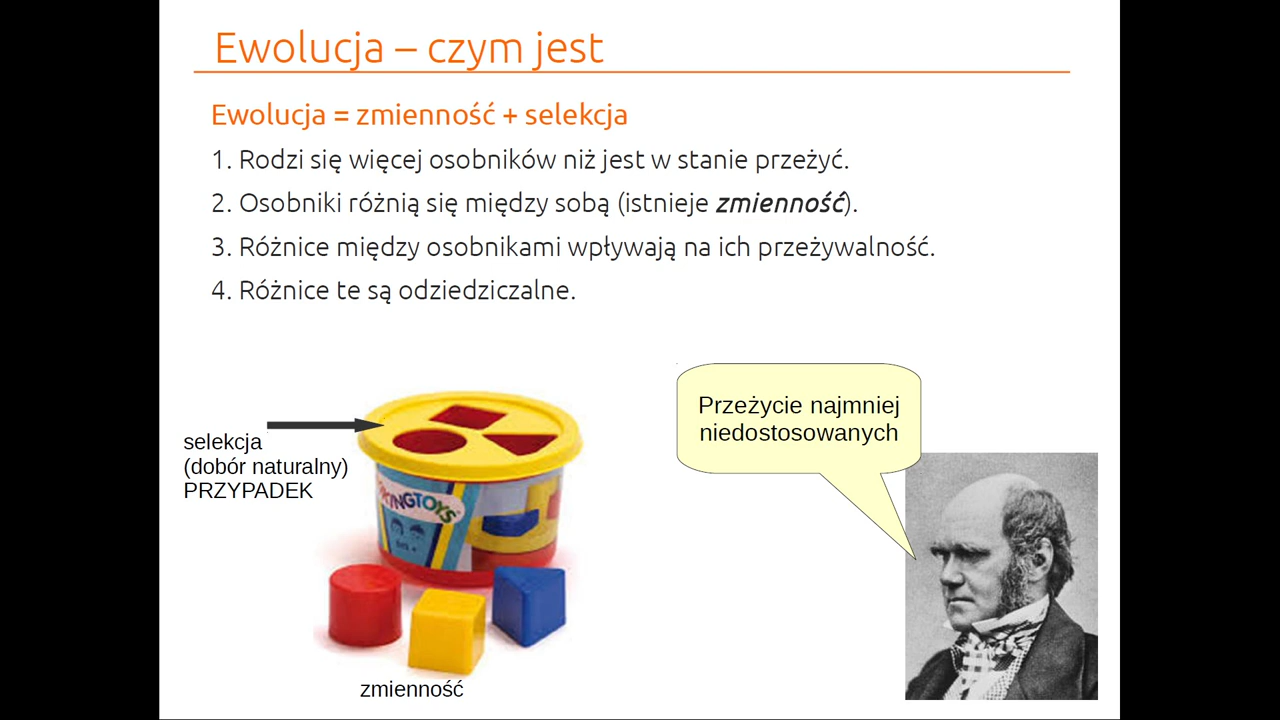 Ewolucja – czym jest
Ewolucja = zmienność + selekcja
1. Rodzi się więcej osobników niż jest w stanie przeżyć.
2. Osobniki różnią się między sobą (istnieje zmienność).
3. Różnice między osobnikami wpływają na ich przeżywalność.
4. Różnice te są odziedziczalne.
selekcja
(dobór naturalny)
PRZYPADEK
Przeżycie najmniej
niedostosowanych
zmienność